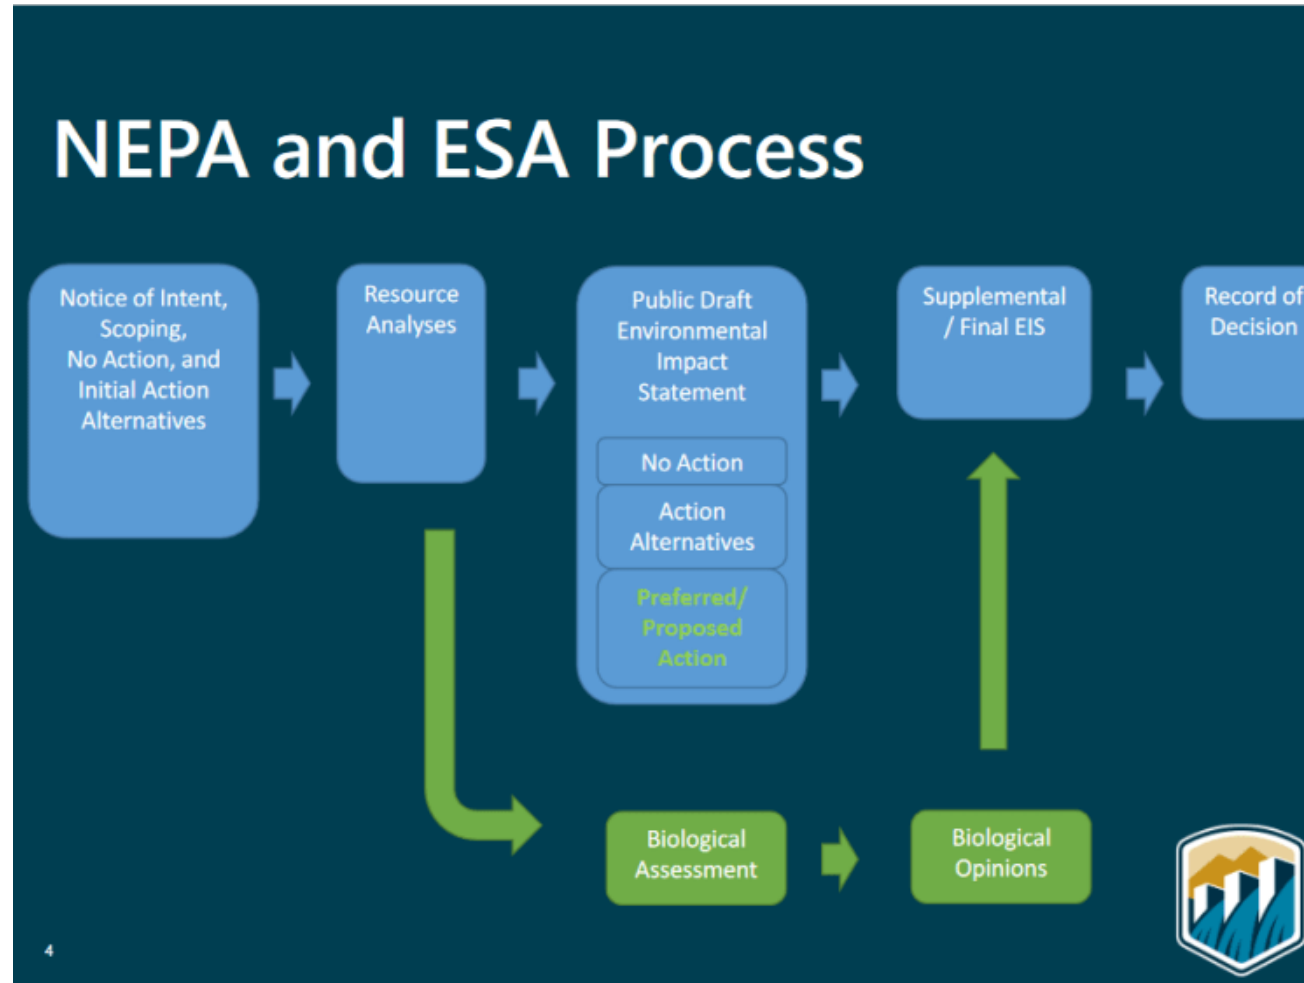 NEPA and ESA Process
Notice of Intent,
Scoping,
No Action, and
Initial Action
Alternatives
Resource
Analyses
Public Draft
Environmental
Impact
Statement
No Action
Action
Alternatives
Preferred/
Proposed
Action
Supplemental
/ Final EIS
Record of
Decision
Biological
Assessment
Biological
Opinions
4